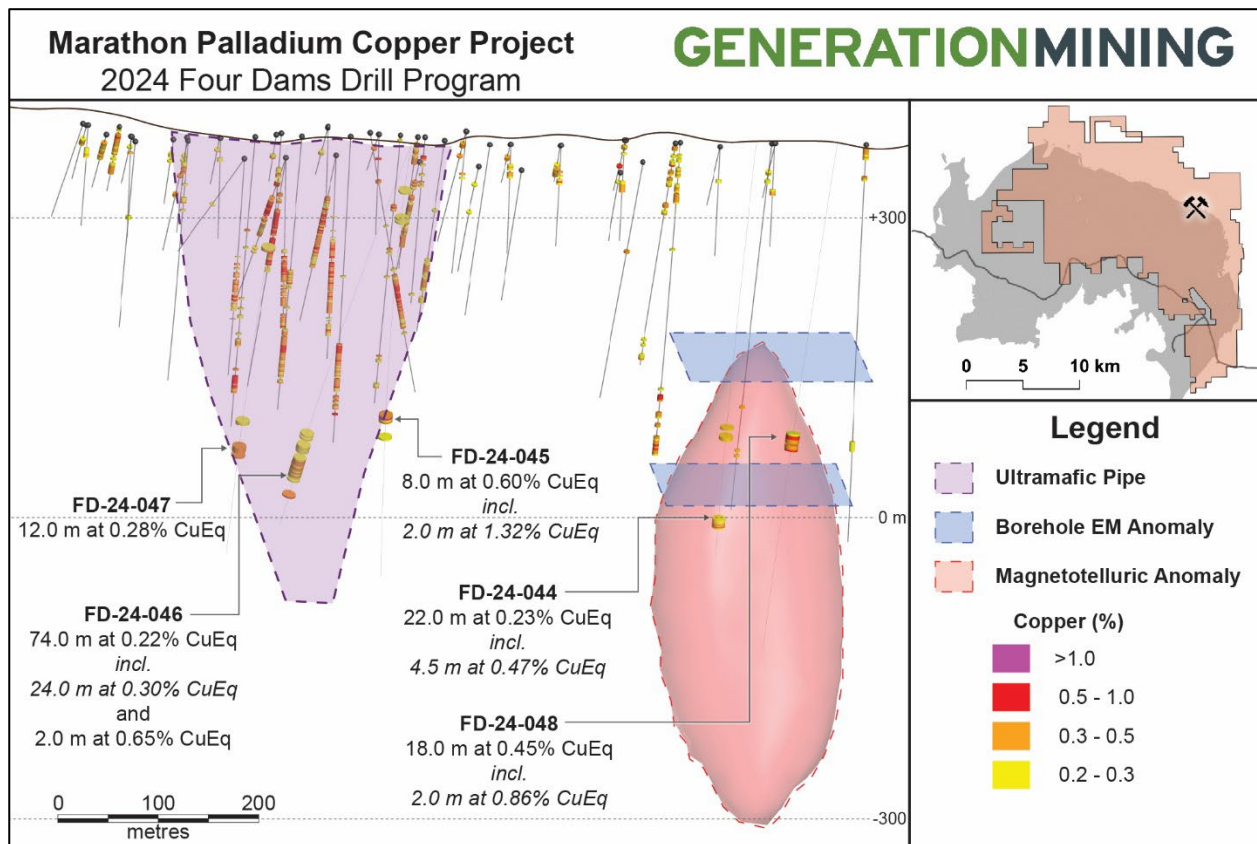 Marathon Palladium Copper Project
2024 Four Dams Drill Program
GENERATIONMINING
+300
0 m
-300
FD-24-047
12.0 m at 0.28% CuEq
FD-24-046
74.0 m at 0.22% CuEq
incl.
24.0 m at 0.30% CuEq
and
2.0 m at 0.65% CuEq
FD-24-045
8.0 m at 0.60% CuEq
incl.
2.0 m at 1.32% CuEq
FD-24-044
22.0 m at 0.23% CuEq
incl.
4.5 m at 0.47% CuEq
FD-24-048
18.0 m at 0.45% CuEq
incl.
2.0 m at 0.86% CuEq
0 100 200
metres
0 5 10 km
Legend
Ultramafic Pipe
Borehole EM Anomaly
Magnetotelluric Anomaly
Copper (%)
>1.0
0.5 - 1.0
0.3 - 0.5
0.2 - 0.3